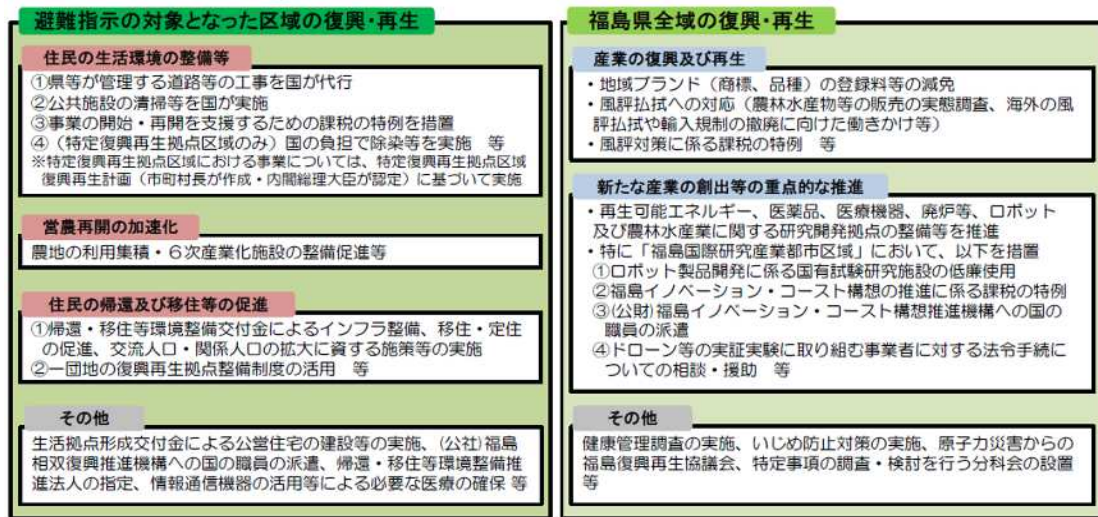 避難指示の対象となった区域の復興・再生
住民の生活環境の整備等
①県等が管理する道路等の工事を国が代行
②公共施設の清掃等を国が実施
③事業の開始・再開を支援するための課税の特例を措置
④（特定復興再生拠点区域のみ）国の負担で除染等を実施　等
※特定復興再生拠点区域における事業については、特定復興再生拠点区域
復興再生計画（市町村長が作成・内閣総理大臣が認定）に基づいて実施
営農再開の加速化
農地の利用集積・６次産業化施設の整備促進等
住民の帰還及び移住等の促進
①帰還・移住等環境整備交付金によるインフラ整備、移住・定住
の促進、交流人口・関係人口の拡大に資する施策等の実施
②一団地の復興再生拠点整備制度の活用　等
その他
生活拠点形成交付金による公営住宅の建設等の実施、(公社)福島
相双復興推進機構への国の職員の派遣、帰還・移住等環境整備推
進法人の指定、情報通信機器の活用等による必要な医療の確保 等
福島県全域の復興・再生
産業の復興及び再生
・地域ブランド（商標、品種）の登録料等の減免
・風評払拭への対応（農林水産物等の販売の実態調査、海外の風
評払拭や輸入規制の撤廃に向けた働きかけ等）
・風評対策に係る課税の特例　等
新たな産業の創出等の重点的な推進
・再生可能エネルギー、医薬品、医療機器、廃炉等、ロボット
及び農林水産業に関する研究開発拠点の整備等を推進
・特に「福島国際研究産業都市区域」において、以下を措置
①ロボット製品開発に係る国有試験研究施設の低廉使用
②福島イノベーション・コースト構想の推進に係る課税の特例
③(公財)福島イノベーション・コースト構想推進機構への国の
職員の派遣
④ドローン等の実証実験に取り組む事業者に対する法令手続に
ついての相談・援助　等
その他
健康管理調査の実施、いじめ防止対策の実施、原子力災害からの
福島復興再生協議会、特定事項の調査・検討を行う分科会の設置
等